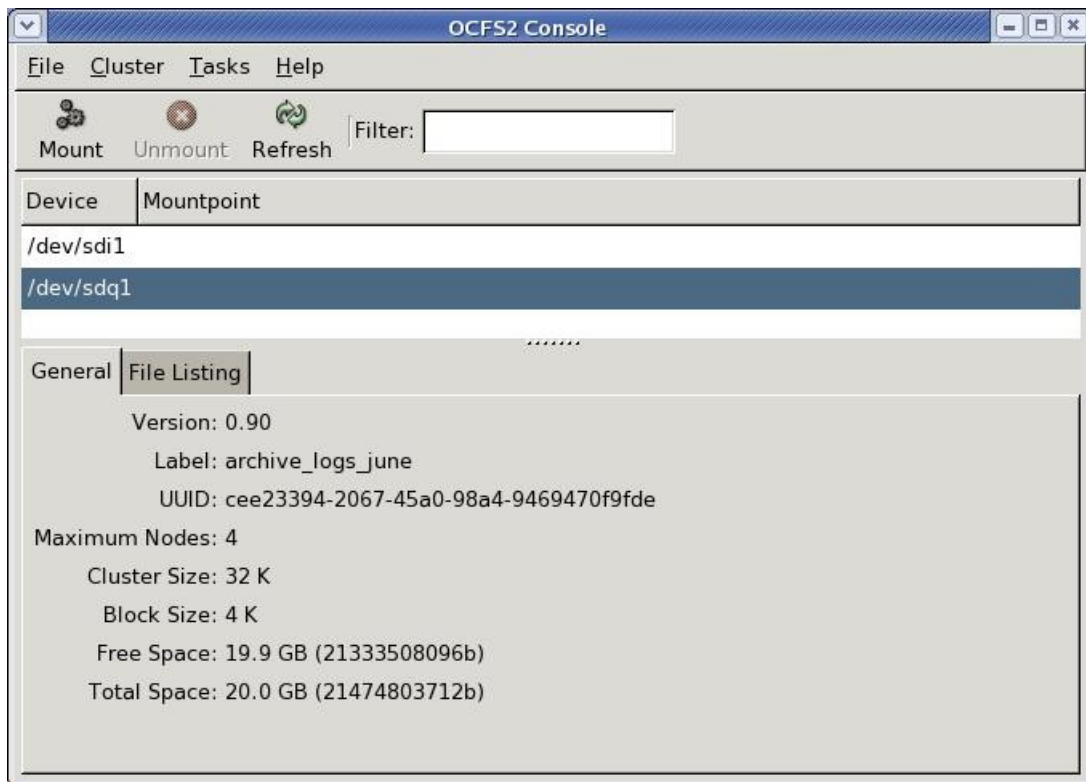 OCFS2 Console
File Cluster Tasks Help
Mount Unmount Refresh Filter:
Device Mountpoint
/dev/sdi1
/dev/sdq1
General File Listing
Version: 0.90
Label: archive_logs_june
UUID: cee23394-2067-45a0-98a4-9469470f9fde
Maximum Nodes: 4
Cluster Size: 32 K
Block Size: 4 K
Free Space: 19.9 GB (21333508096b)
Total Space: 20.0 GB (21474803712b)